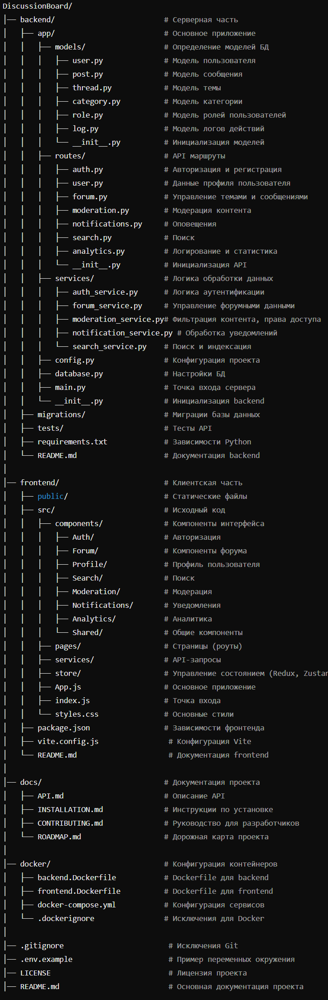 DiscussionBoard/
│── backend/                     # Серверная часть
│   ├── app/                     # Основное приложение
│   │   ├── models/              # Определение моделей БД
│   │   │   ├── user.py          # Модель пользователя
│   │   │   ├── post.py          # Модель сообщения
│   │   │   ├── thread.py        # Модель темы
│   │   │   ├── category.py      # Модель категории
│   │   │   ├── role.py          # Модель ролей пользователей
│   │   │   ├── log.py           # Модель логов действий
│   │   │   └── __init__.py      # Инициализация моделей
│   │   ├── routes/              # API маршруты
│   │   │   ├── auth.py          # Авторизация и регистрация
│   │   │   ├── user.py          # Данные профиля пользователя
│   │   │   ├── forum.py         # Управление темами и сообщениями
│   │   │   ├── moderation.py    # Модерация контента
│   │   │   ├── notifications.py # Оповещения
│   │   │   ├── search.py        # Поиск
│   │   │   ├── analytics.py     # Логирование и статистика
│   │   │   └── __init__.py      # Инициализация API
│   │   ├── services/            # Логика обработки данных
│   │   │   ├── auth_service.py  # Логика аутентификации
│   │   │   ├── forum_service.py # Управление форумными данными
│   │   │   ├── moderation_service.py# Фильтрация контента, права доступа
│   │   │   ├── notification_service.py # Обработка уведомлений
│   │   │   └── search_service.py    # Поиск и индексация
│   │   ├── config.py            # Конфигурация проекта
│   │   ├── database.py          # Настройки БД
│   │   ├── main.py              # Точка входа сервера
│   │   └── __init__.py          # Инициализация backend
│   ├── migrations/              # Миграции базы данных
│   ├── tests/                   # Тесты API
│   ├── requirements.txt         # Зависимости Python
│   └── README.md                # Документация backend
│
│── frontend/                    # Клиентская часть
│   ├── public/                  # Статические файлы
│   ├── src/                     # Исходный код
│   │   ├── components/          # Компоненты интерфейса
│   │   │   ├── Auth/            # Авторизация
│   │   │   ├── Forum/           # Компоненты форума
│   │   │   ├── Profile/         # Профиль пользователя
│   │   │   ├── Search/          # Поиск
│   │   │   ├── Moderation/      # Модерация
│   │   │   ├── Notifications/   # Уведомления
│   │   │   ├── Analytics/       # Аналитика
│   │   │   └── Shared/          # Общие компоненты
│   │   ├── pages/               # Страницы (роуты)
│   │   ├── services/            # API-запросы
│   │   ├── store/               # Управление состоянием (Redux,
│   │   ├── App.js               # Основное приложение
│   │   ├── index.js             # Точка входа
│   │   └── styles.css           # Основные стили
│   ├── package.json             # Зависимости фронтенда
│   ├── vite.config.js            # Конфигурация Vite
│   └── README.md                 # Документация frontend
│
│── docs/                        # Документация проекта
│   ├── API.md                   # Описание API
│   ├── INSTALLATION.md          # Инструкции по установке
│   ├── CONTRIBUTING.md          # Руководство для разработчиков
│   └── ROADMAP.md               # Дорожная карта проекта
│
│── docker/                      # Конфигурация контейнеров
│   ├── backend.Dockerfile       # Dockerfile для backend
│   ├── frontend.Dockerfile      # Dockerfile для frontend
│   ├── docker-compose.yml       # Конфигурация сервисов
│   └── .dockerignore            # Исключения для Docker
│
│── .gitignore                    # Исключения Git
│── .env.example                  # Пример переменных окружения
│── LICENSE                       # Лицензия проекта
│── README.md                     # Основная документация проекта